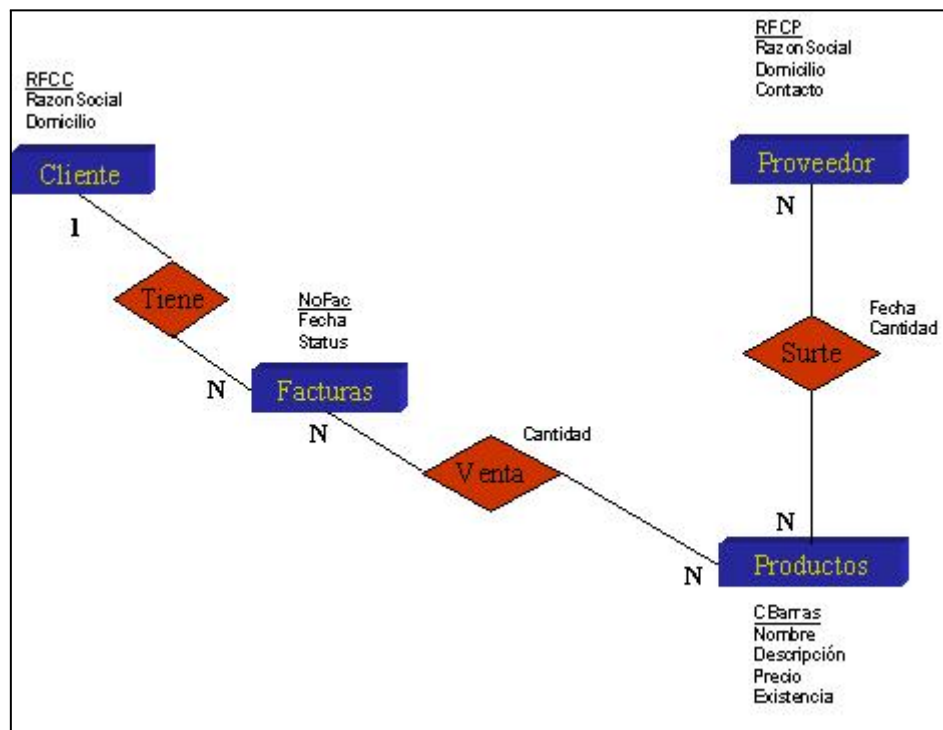 RFCP
Razon Social
Domicilio
Contacto
RFCC
Razon Social
Domicilio
Cliente
Proveedor
1
N
Tiene
NoFac
Fecha
Status
Fecha
Cantidad
Surte
N
Facturas
N
Cantidad
Venta
N
N
Productos
CBarras
Nombre
Descripción
Precio
Existencia